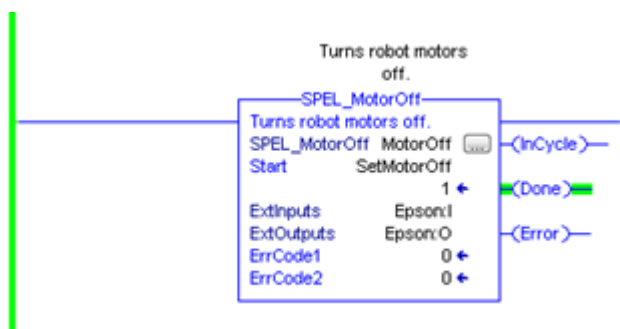 Turns robot motors
off.
SPEL_MotorOff
Turns robot motors off.
SPEL_MotorOff MotorOff ... (InCycle)
Start SetMotorOff
1 (Done)
ExtInputs Epson:I
ExtOutputs Epson:O (Error)
ErrCode1 0
ErrCode2 0